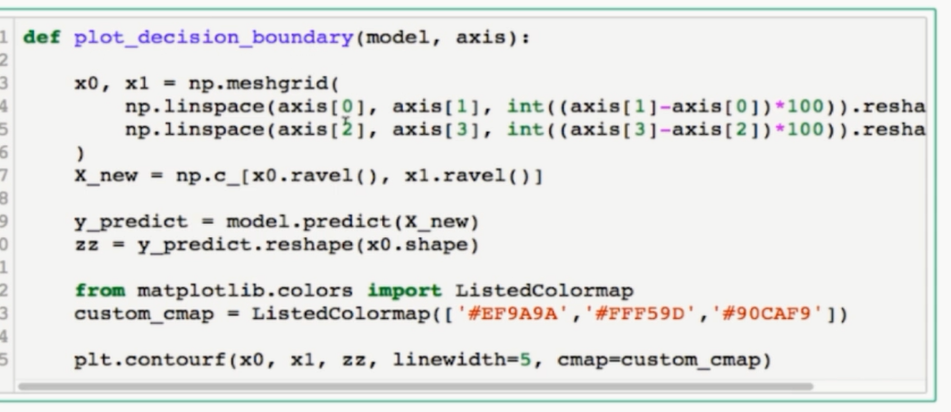 1 def plot_decision_boundary(model, axis):
2
3     x0, x1 = np.meshgrid(
4         np.linspace(axis[0], axis[1], int((axis[1]-axis[0])*100)).resha
5         np.linspace(axis[2], axis[3], int((axis[3]-axis[2])*100)).resha
6     )
7     X_new = np.c_[x0.ravel(), x1.ravel()]
8
9     y_predict = model.predict(X_new)
0     zz = y_predict.reshape(x0.shape)
1
2     from matplotlib.colors import ListedColormap
3     custom_cmap = ListedColormap(['#EF9A9A','#FFF59D','#90CAF9'])
4
5     plt.contourf(x0, x1, zz, linewidth=5, cmap=custom_cmap)